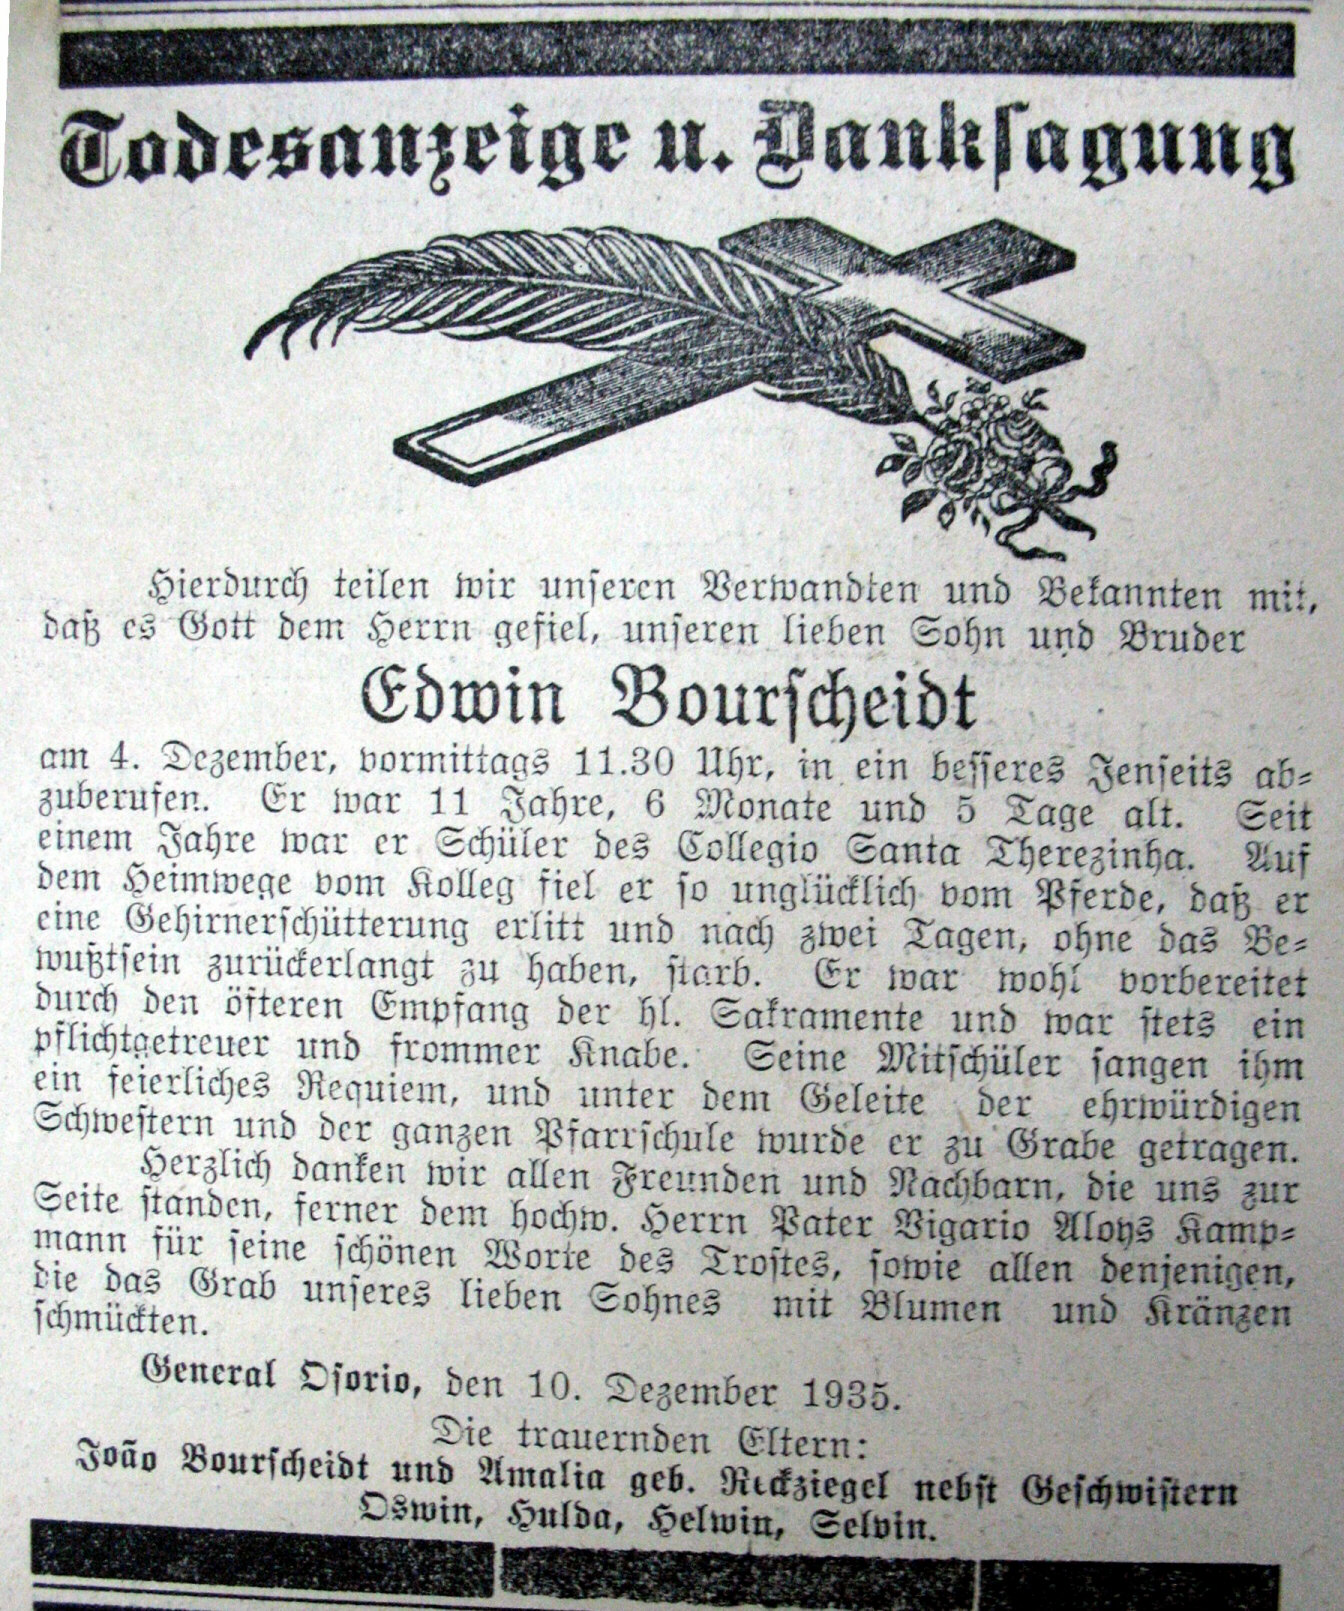 Todesanzeige u. Danksagung
Hierdurch teilen wir unseren Verwandten und Bekannten mit,
daß es Gott dem Herrn gefiel, unseren lieben Sohn und Bruder
Edwin Bourscheidt
am 4. Dezember, vormittags 11.30 Uhr, in ein besseres Jenseits ab-
zuberufen. Er war 11 Jahre, 6 Monate und 5 Tage alt. Seit
einem Jahre war er Schüler des Collegio Santa Therezinha. Auf
dem Heimwege vom Kolleg fiel er so unglücklich vom Pferde, daß er
eine Gehirnerschütterung erlitt und nach zwei Tagen, ohne das Be-
wußtsein zurückerlangt zu haben, starb. Er war wohl vorbereitet
durch den öfteren Empfang der hl. Sakramente und war stets ein
pflichtgetreuer und frommer Knabe. Seine Mitschüler sangen ihm
ein feierliches Requiem, und unter dem Geleite der ehrwürdigen
Schwestern und der ganzen Pfarrschule wurde er zu Grabe getragen.
Herzlich danken wir allen Freunden und Nachbarn, die uns zur
Seite standen, ferner dem hochw. Herrn Pater Vigario Aloys Kamp-
mann für seine schönen Worte des Trostes, sowie allen denjenigen,
die das Grab unseres lieben Sohnes mit Blumen und Kränzen
schmückten.
General Osorio, den 10. Dezember 1935.
Die trauernden Eltern:
João Bourscheidt und Amalia geb. Reckziegel nebst Geschwistern
Oswin, Hulda, Helwin, Selvin.